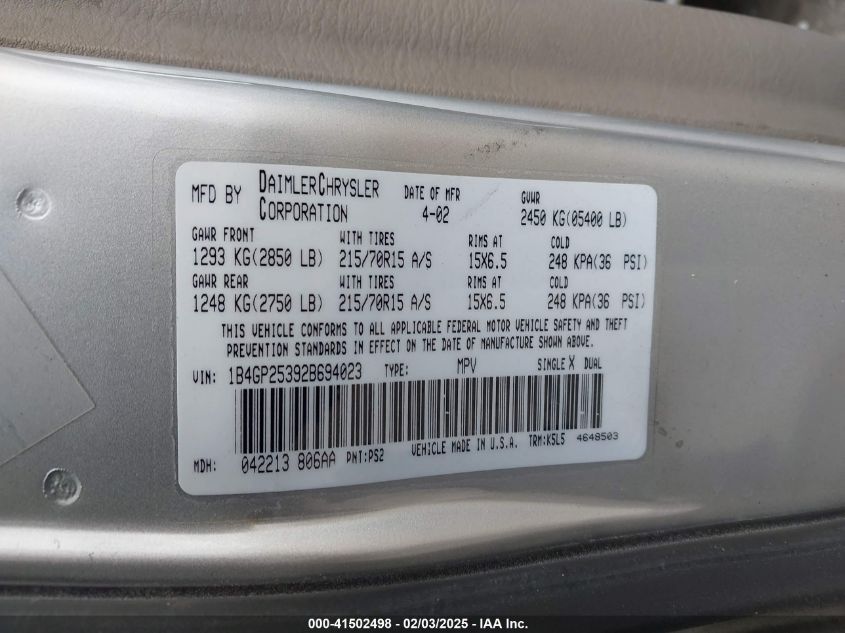 MFD BY DAIMLERCHRYSLER CORPORATION DATE OF MFR 4-02 GVWR 2450 KG(05400 LB)
GAWR FRONT WITH TIRES RIMS AT COLD
1293 KG(2850 LB) 215/70R15 A/S 15X6.5 248 KPA(36 PSI)
GAWR REAR WITH TIRES RIMS AT COLD
1248 KG(2750 LB) 215/70R15 A/S 15X6.5 248 KPA(36 PSI)
THIS VEHICLE CONFORMS TO ALL APPLICABLE FEDERAL MOTOR VEHICLE SAFETY AND THEFT
PREVENTION STANDARDS IN EFFECT ON THE DATE OF MANUFACTURE SHOWN ABOVE.
VIN: 1B4GP25392B694023 TYPE: MPV SINGLE X DUAL
MDH: 042213 806AA PNT:PS2 VEHICLE MADE IN U.S.A. TRM:K5L5 4648503
000-41502498 - 02/03/2025 - IAA Inc.